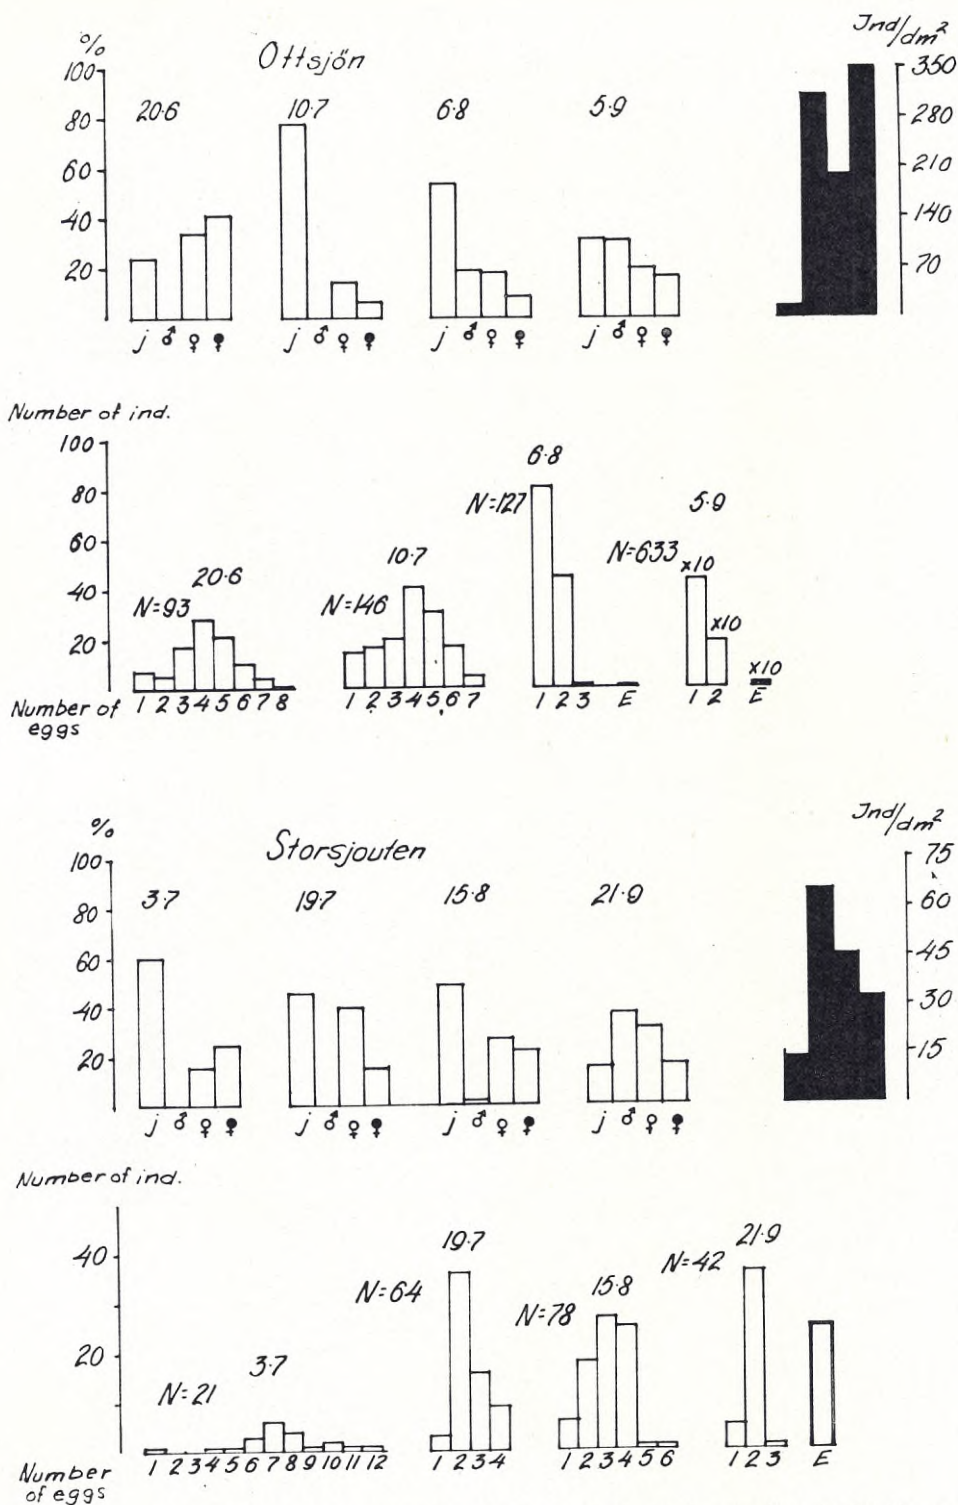 Ottsjön
% Ind/dm²
100 80 60 40 20
20·6 10·7 6·8 5·9
350 280 210 140 70
j ♂ ♀ ♀ j ♂ ♀ ♀ j ♂ ♀ ♀ j ♂ ♀ ♀
Number of ind.
100 80 60 40 20
N=93 20·6
N=146 10·7
N=127 6·8
N=633 5·9
×10 ×10 ×10
Number of eggs
1 2 3 4 5 6 7 8 1 2 3 4 5 6 7 1 2 3 E 1 2 E
Storsjouten
% Ind/dm²
100 80 60 40 20
3·7 19·7 15·8 21·9
75 60 45 30 15
j ♂ ♀ ♀ j ♂ ♀ ♀ j ♂ ♀ ♀ j ♂ ♀ ♀
Number of ind.
40 20
N=21 3·7
N=64 19·7
N=78 15·8
N=42 21·9
Number of eggs
1 2 3 4 5 6 7 8 9 10 11 12 1 2 3 4 1 2 3 4 5 6 1 2 3 E